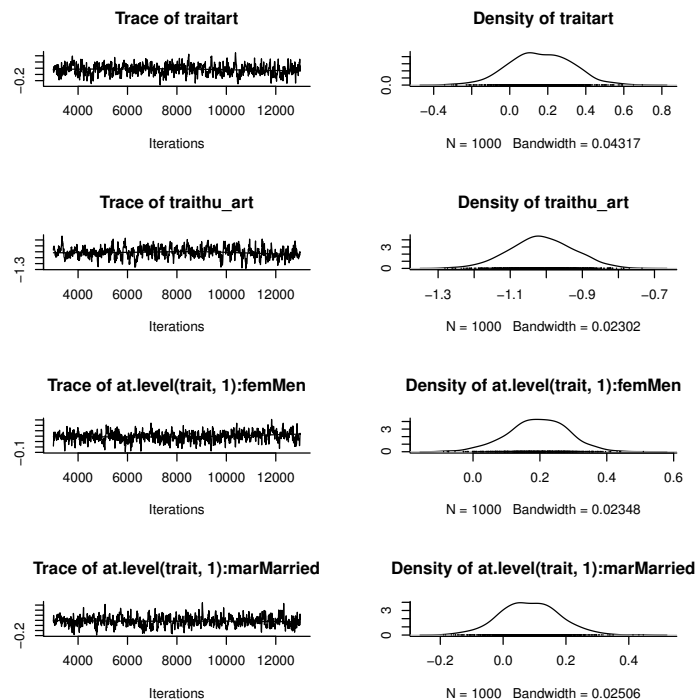 Trace of traitart
−0.2
4000 6000 8000 10000 12000
Iterations
Density of traitart
0.0
−0.4 0.0 0.2 0.4 0.6 0.8
N = 1000 Bandwidth = 0.04317
Trace of traithu_art
−1.3
4000 6000 8000 10000 12000
Iterations
Density of traithu_art
0 3
−1.3 −1.1 −0.9 −0.7
N = 1000 Bandwidth = 0.02302
Trace of at.level(trait, 1):femMen
−0.1
4000 6000 8000 10000 12000
Iterations
Density of at.level(trait, 1):femMen
0 3
0.0 0.2 0.4 0.6
N = 1000 Bandwidth = 0.02348
Trace of at.level(trait, 1):marMarried
−0.2
4000 6000 8000 10000 12000
Iterations
Density of at.level(trait, 1):marMarried
0 3
−0.2 0.0 0.2 0.4
N = 1000 Bandwidth = 0.02506